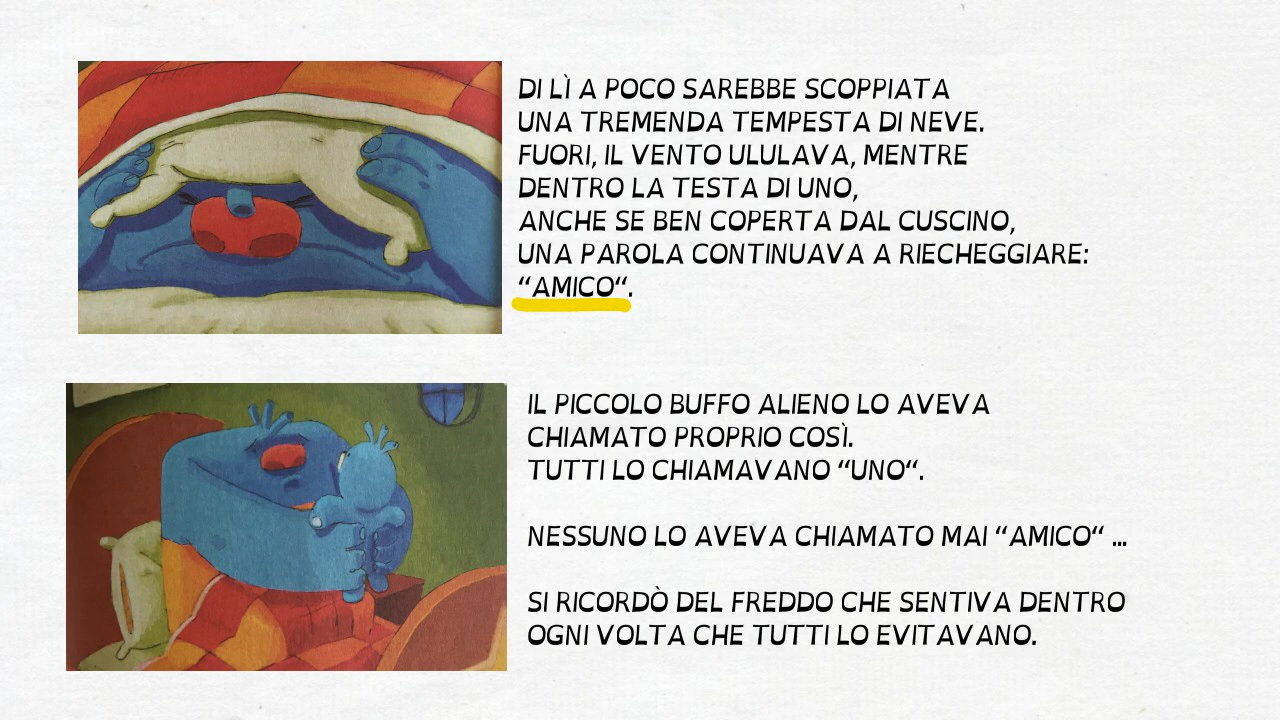 DI LÌ A POCO SAREBBE SCOPPIATA
UNA TREMENDA TEMPESTA DI NEVE.
FUORI, IL VENTO ULULAVA, MENTRE
DENTRO LA TESTA DI UNO,
ANCHE SE BEN COPERTA DAL CUSCINO,
UNA PAROLA CONTINUAVA A RIECHEGGIARE:
“AMICO“.
IL PICCOLO BUFFO ALIENO LO AVEVA
CHIAMATO PROPRIO COSÌ.
TUTTI LO CHIAMAVANO “UNO“.
NESSUNO LO AVEVA CHIAMATO MAI “AMICO“ ...
SI RICORDÒ DEL FREDDO CHE SENTIVA DENTRO
OGNI VOLTA CHE TUTTI LO EVITAVANO.